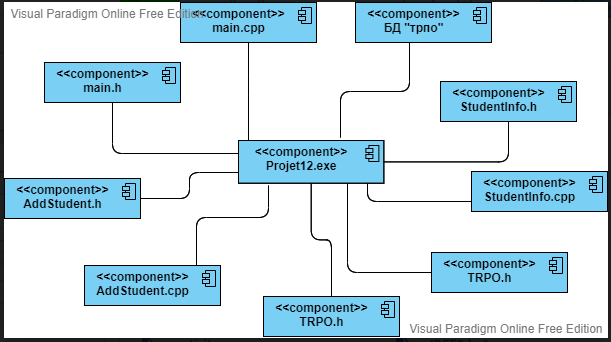 Visual Paradigm Online Free Edition
<<component>>
main.cpp
<<component>>
БД "трпо"
<<component>>
main.h
<<component>>
StudentInfo.h
<<component>>
Projet12.exe
<<component>>
AddStudent.h
<<component>>
StudentInfo.cpp
<<component>>
AddStudent.cpp
<<component>>
TRPO.h
<<component>>
TRPO.h
Visual Paradigm Online Free Edition